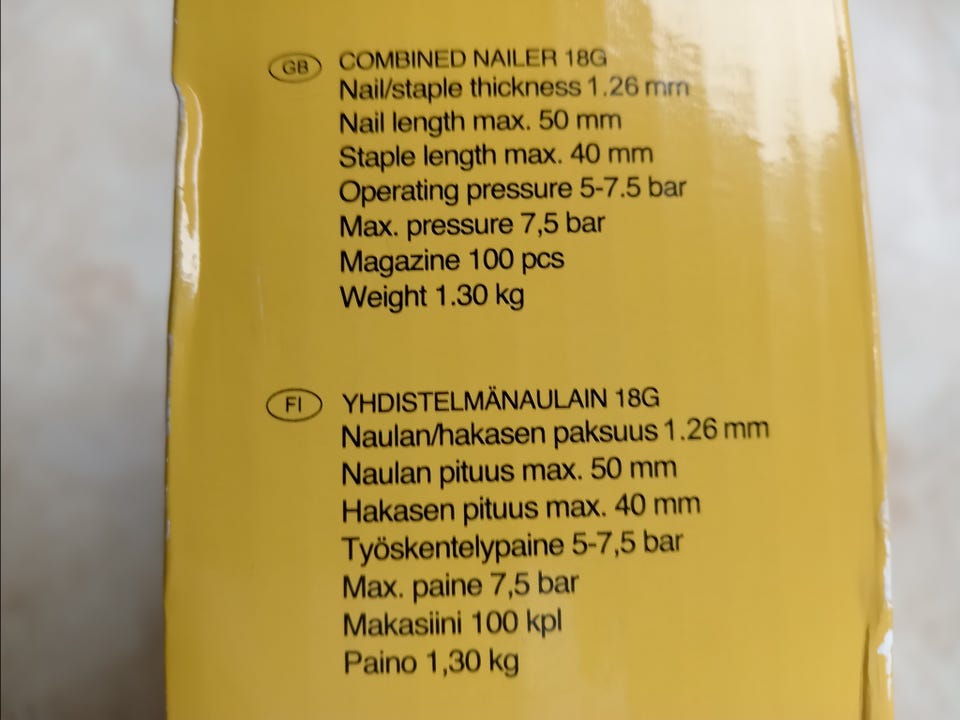 GB COMBINED NAILER 18G
Nail/staple thickness 1.26 mm
Nail length max. 50 mm
Staple length max. 40 mm
Operating pressure 5-7.5 bar
Max. pressure 7,5 bar
Magazine 100 pcs
Weight 1.30 kg
FI YHDISTELMÄNAULAIN 18G
Naulan/hakasen paksuus 1.26 mm
Naulan pituus max. 50 mm
Hakasen pituus max. 40 mm
Työskentelypaine 5-7,5 bar
Max. paine 7,5 bar
Makasiini 100 kpl
Paino 1,30 kg